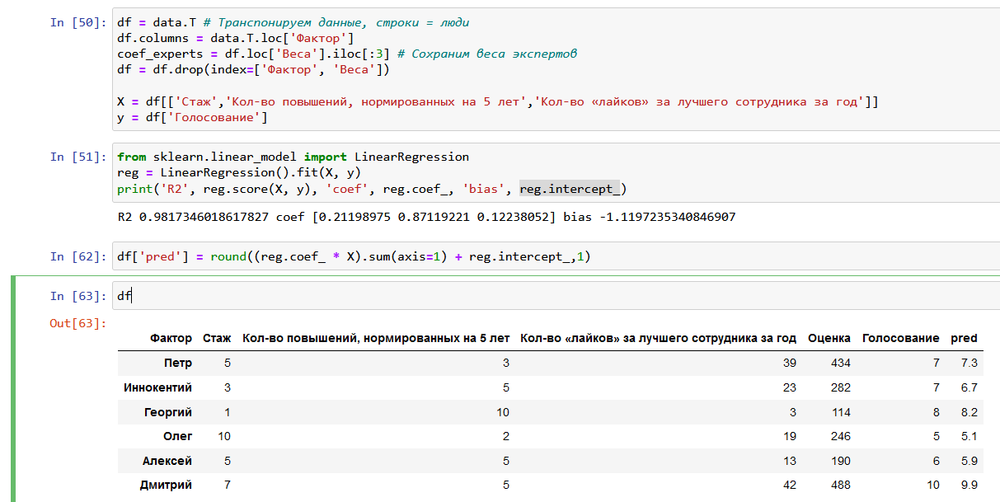 In [50]: df = data.T # Транспонируем данные, строки = люди
df.columns = data.T.loc['Фактор']
coef_experts = df.loc['Веса'].iloc[:3] # Сохраним веса экспертов
df = df.drop(index=['Фактор', 'Веса'])
X = df[['Стаж','Кол-во повышений, нормированных на 5 лет','Кол-во «лайков» за лучшего сотрудника за год']]
y = df['Голосование']
In [51]: from sklearn.linear_model import LinearRegression
reg = LinearRegression().fit(X, y)
print('R2', reg.score(X, y), 'coef', reg.coef_, 'bias', reg.intercept_)
R2 0.9817346018617827 coef [0.21198975 0.87119221 0.12238052] bias -1.1197235340846907
In [62]: df['pred'] = round((reg.coef_ * X).sum(axis=1) + reg.intercept_,1)
In [63]: df
Out[63]:
Фактор Стаж Кол-во повышений, нормированных на 5 лет Кол-во «лайков» за лучшего сотрудника за год Оценка Голосование pred
Петр 5 3 39 434 7 7.3
Иннокентий 3 5 23 282 7 6.7
Георгий 1 10 3 114 8 8.2
Олег 10 2 19 246 5 5.1
Алексей 5 5 13 190 6 5.9
Дмитрий 7 5 42 488 10 9.9